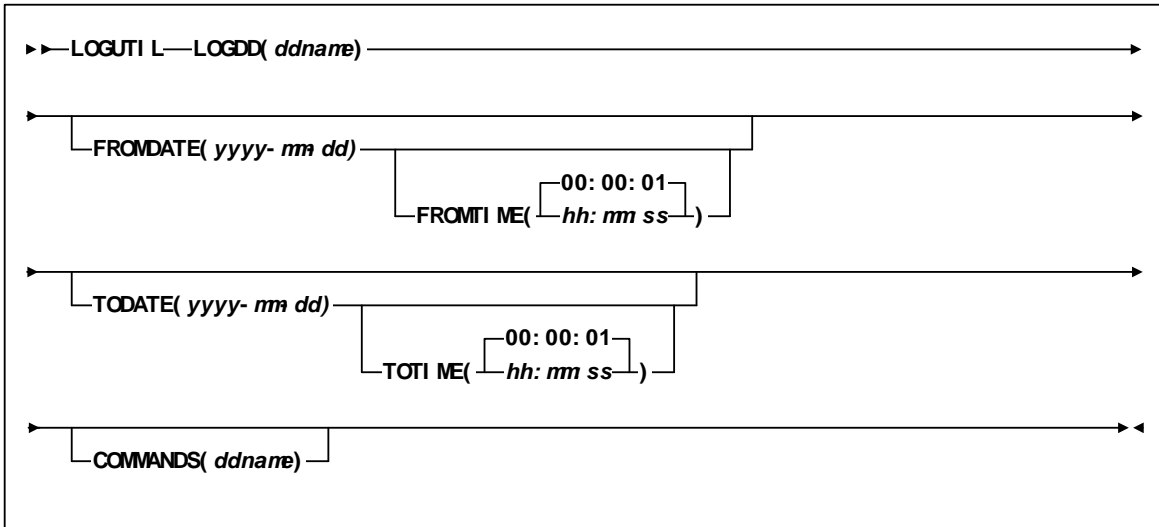 LOGUTIL LOGDD( ddname)
FROMDATE( yyyy-mm-dd)
00:00:01
FROMTIME( hh:mm:ss )
TODATE( yyyy-mm-dd)
00:00:01
TOTIME( hh:mm:ss )
COMMANDS( ddname)